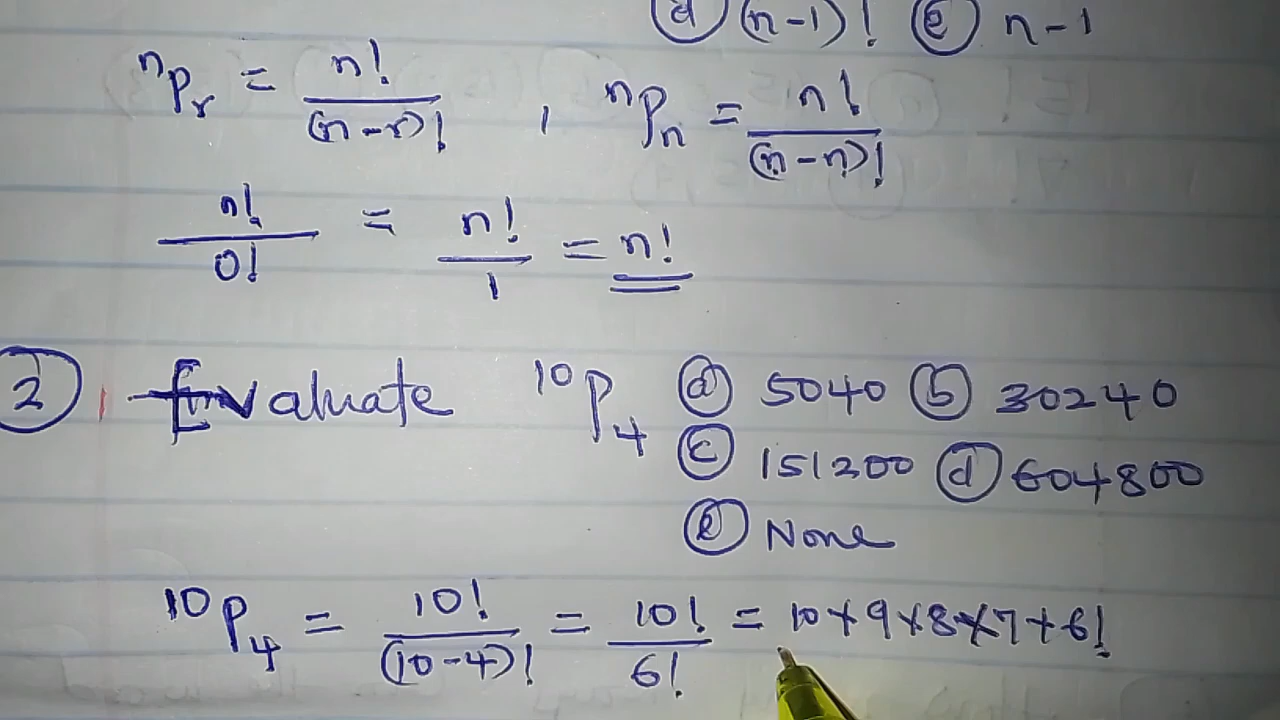 ⓓ (n-1)! ⓔ n-1
ⁿPᵣ = n!/(n-r)! , ⁿPₙ = n!/(n-n)!
n!/0! = n!/1 = n!
② Evaluate ¹⁰P₄ ⓐ 5040 ⓑ 30240
ⓒ 151200 ⓓ 604800
ⓔ None
¹⁰P₄ = 10!/(10-4)! = 10!/6! = 10×9×8×7×6!